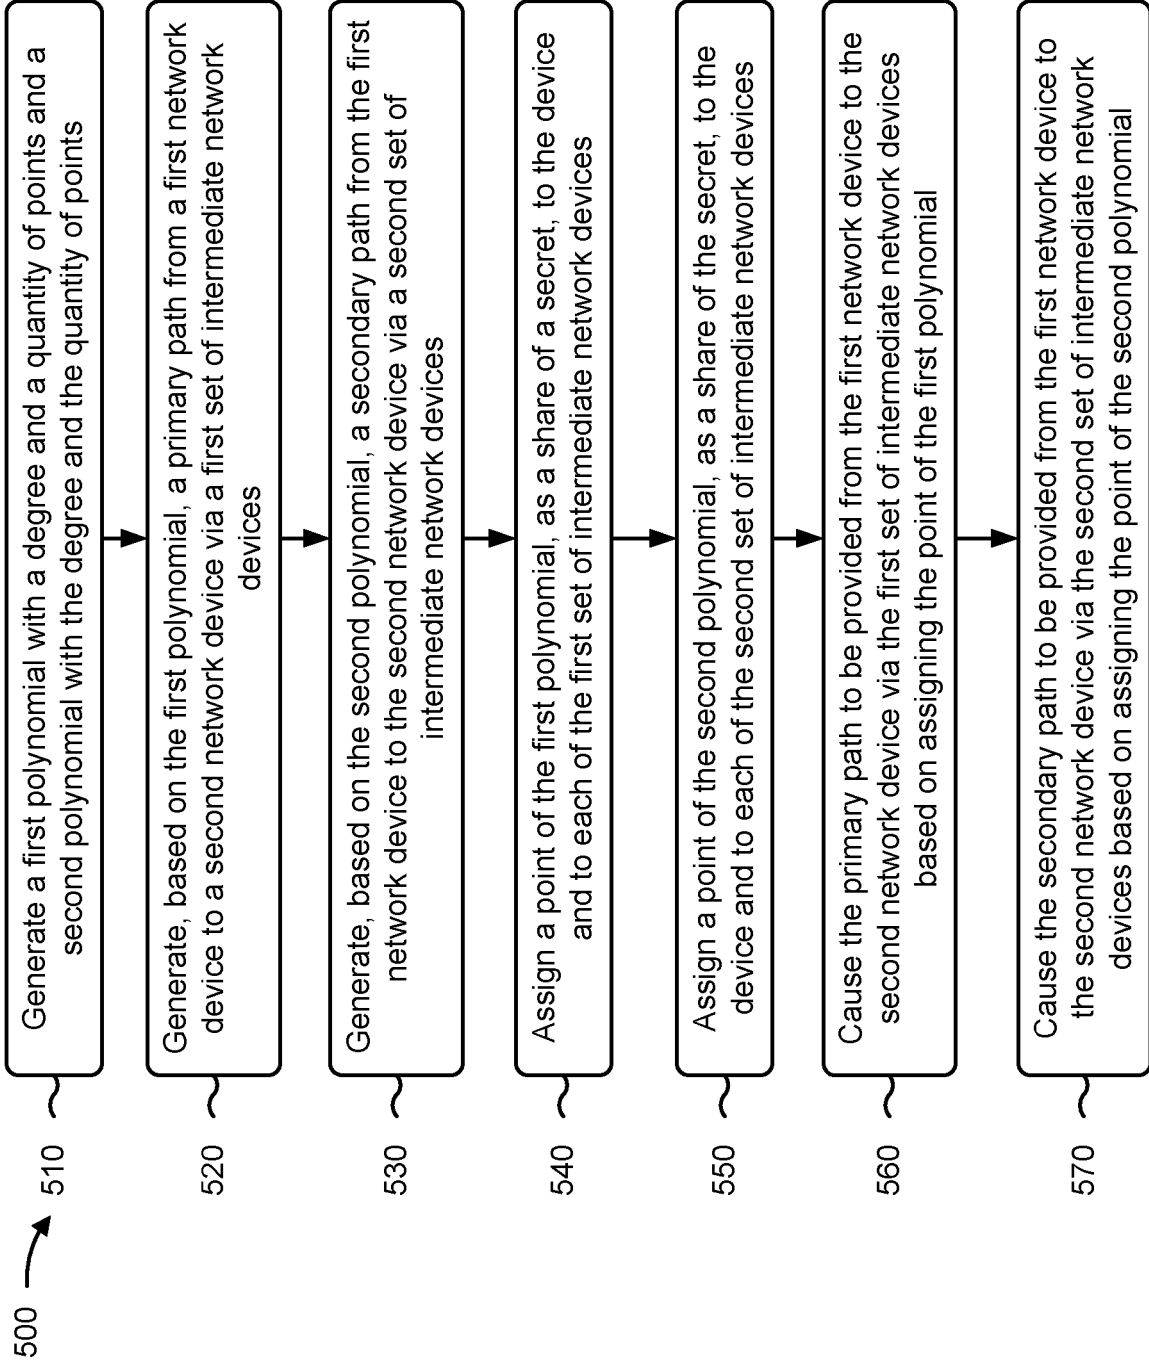 500
510
Generate a first polynomial with a degree and a quantity of points and a
second polynomial with the degree and the quantity of points
520
Generate, based on the first polynomial, a primary path from a first network
device to a second network device via a first set of intermediate network
devices
530
Generate, based on the second polynomial, a secondary path from the first
network device to the second network device via a second set of
intermediate network devices
540
Assign a point of the first polynomial, as a share of a secret, to the device
and to each of the first set of intermediate network devices
550
Assign a point of the second polynomial, as a share of the secret, to the
device and to each of the second set of intermediate network devices
560
Cause the primary path to be provided from the first network device to the
second network device via the first set of intermediate network devices
based on assigning the point of the first polynomial
570
Cause the secondary path to be provided from the first network device to
the second network device via the second set of intermediate network
devices based on assigning the point of the second polynomial